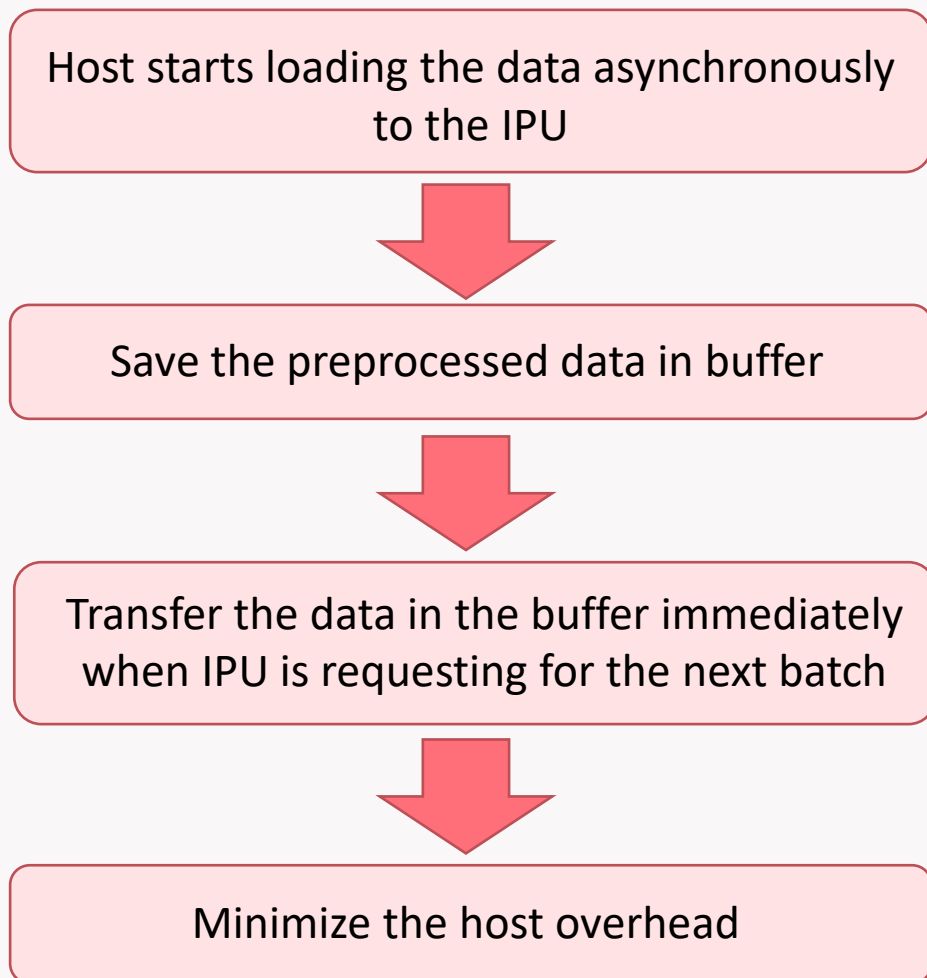 Host starts loading the data asynchronously
to the IPU
Save the preprocessed data in buffer
Transfer the data in the buffer immediately
when IPU is requesting for the next batch
Minimize the host overhead